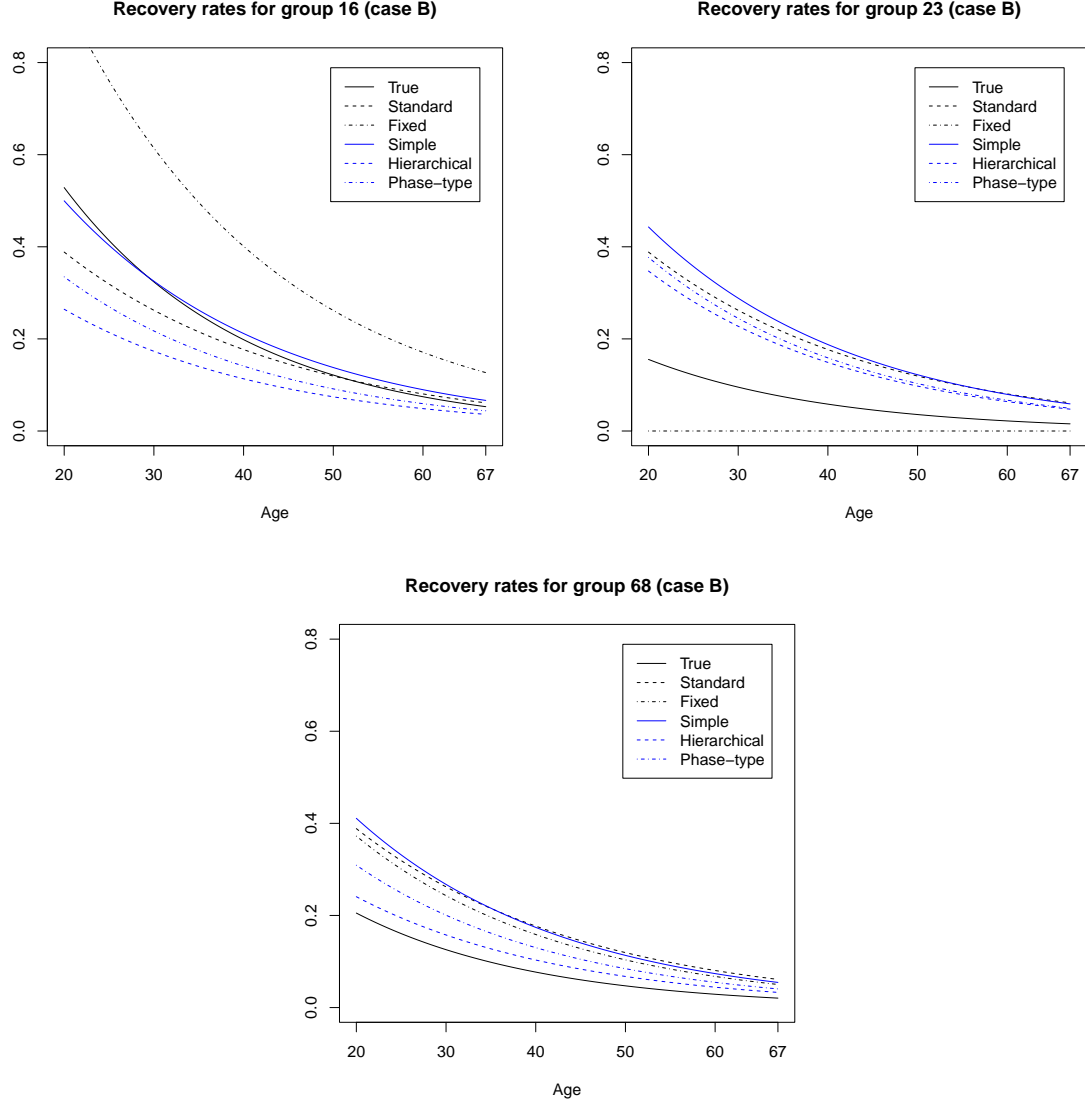 Recovery rates for group 16 (case B)
0.8
0.6
0.4
0.2
0.0
True
Standard
Fixed
Simple
Hierarchical
Phase−type
20 30 40 50 60 67
Age
Recovery rates for group 23 (case B)
0.8
0.6
0.4
0.2
0.0
True
Standard
Fixed
Simple
Hierarchical
Phase−type
20 30 40 50 60 67
Age
Recovery rates for group 68 (case B)
0.8
0.6
0.4
0.2
0.0
True
Standard
Fixed
Simple
Hierarchical
Phase−type
20 30 40 50 60 67
Age